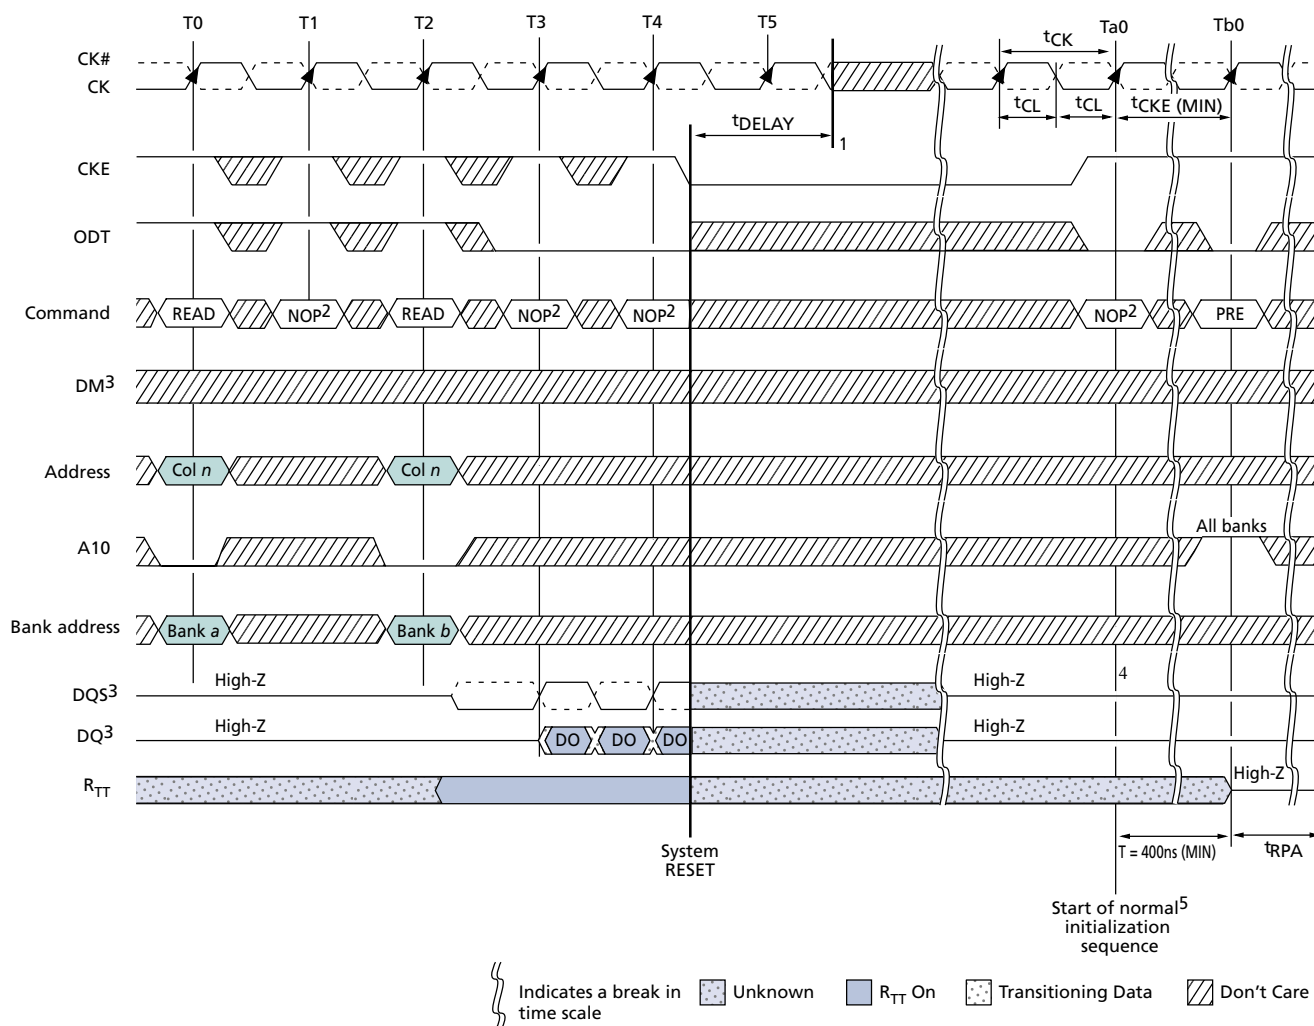 T0 T1 T2 T3 T4 T5 Ta0 Tb0
tCK
CK#
CK
tCL tCL tCKE (MIN)
tDELAY
1
CKE
ODT
Command READ NOP2 READ NOP2 NOP2 NOP2 PRE
DM3
Address Col n Col n
All banks
A10
Bank address Bank a Bank b
High-Z High-Z 4
DQS3
High-Z High-Z
DQ3 DO DO DO
High-Z
RTT
System
RESET
T = 400ns (MIN) tRPA
Start of normal5
initialization
sequence
Indicates a break in
time scale
Unknown
RTT On
Transitioning Data
Don't Care